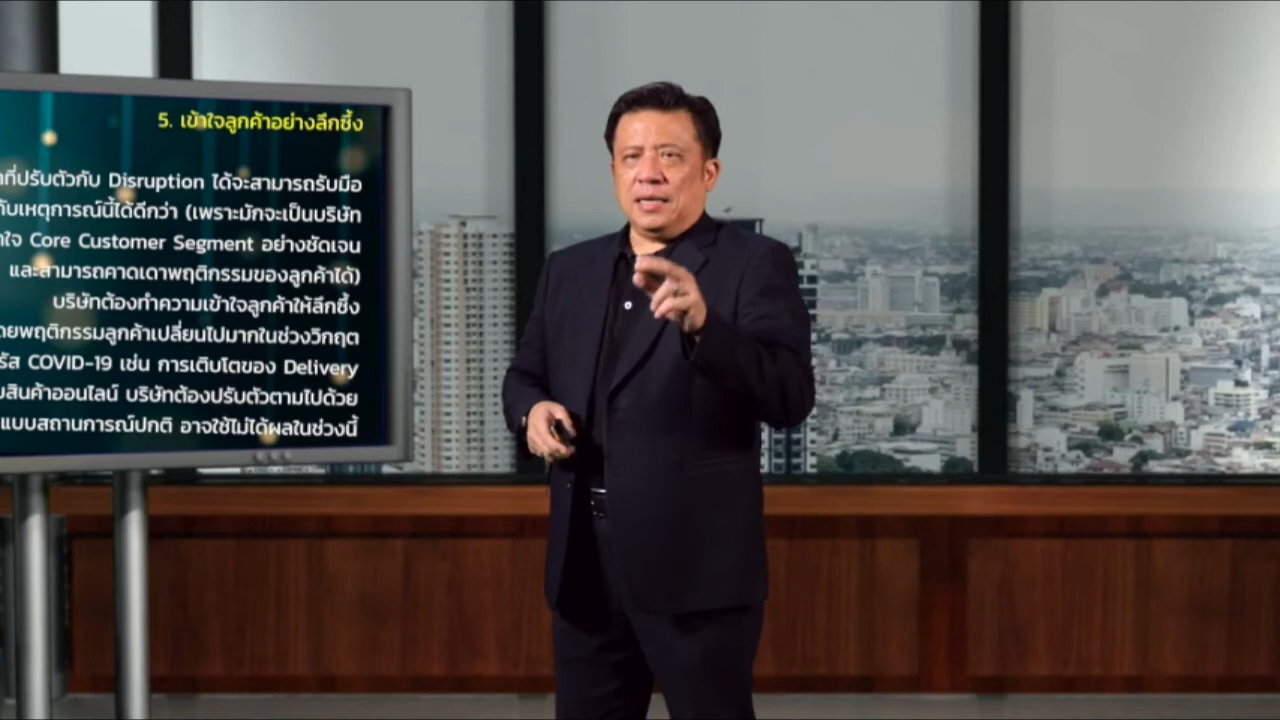 5. เข้าใจลูกค้าอย่างลึกซึ้ง
ที่ปรับตัวกับ Disruption ได้จะสามารถรับมือ
กับเหตุการณ์นี้ได้ดีกว่า (เพราะมักจะเป็นบริษัท
Core Customer Segment อย่างชัดเจน
และสามารถคาดเดาพฤติกรรมของลูกค้าได้)
บริษัทต้องทำความเข้าใจลูกค้าให้ลึกซึ้ง
พฤติกรรมลูกค้าเปลี่ยนไปมากในช่วงวิกฤต
COVID-19 เช่น การเติบโตของ Delivery
สินค้าออนไลน์ บริษัทต้องปรับตัวตามไปด้วย
แบบสถานการณ์ปกติ อาจใช้ไม่ได้ผลในช่วงนี้